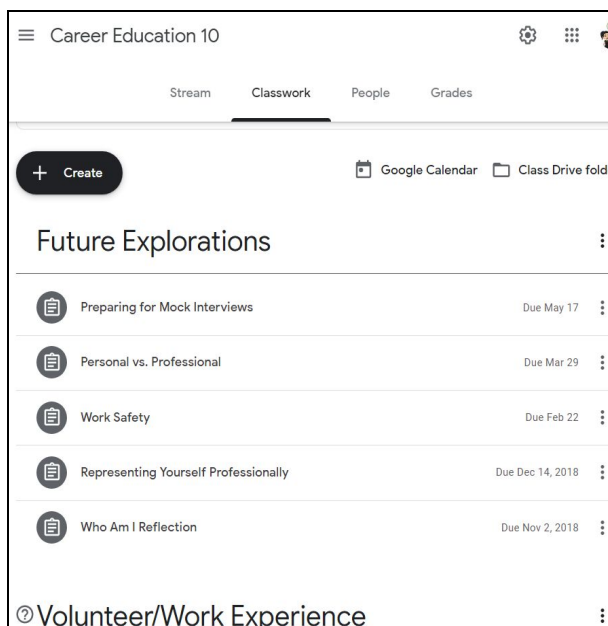 Career Education 10
Stream Classwork People Grades
+ Create Google Calendar Class Drive fold
Future Explorations
Preparing for Mock Interviews Due May 17
Personal vs. Professional Due Mar 29
Work Safety Due Feb 22
Representing Yourself Professionally Due Dec 14, 2018
Who Am I Reflection Due Nov 2, 2018
Volunteer/Work Experience